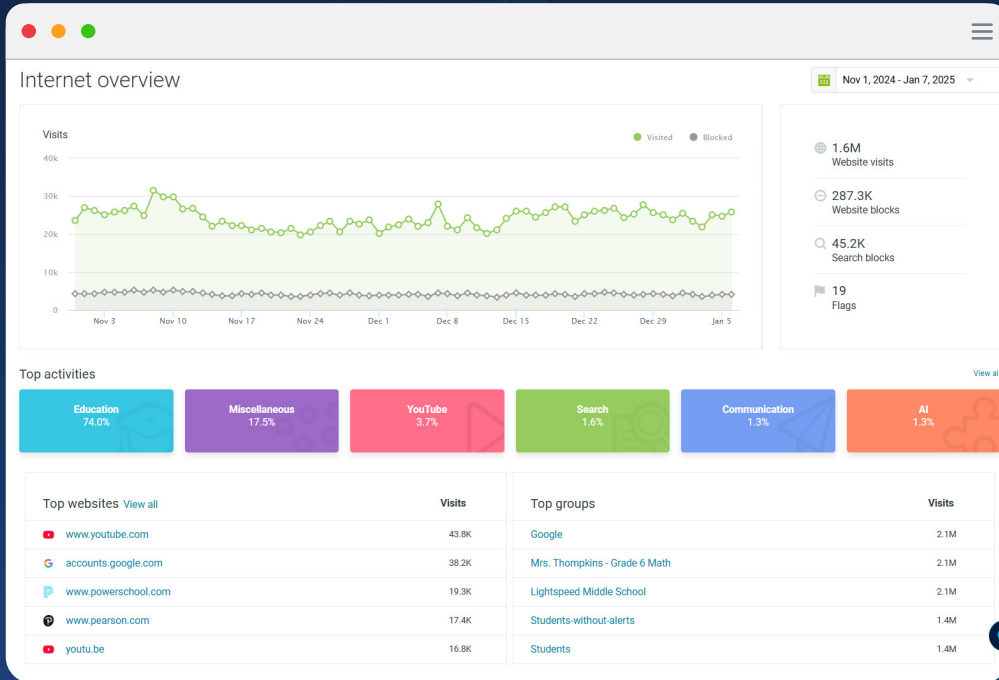 Internet overview
Nov 1, 2024 - Jan 7, 2025
Visits
Visited Blocked
40k
30k
20k
10k
0
Nov 3 Nov 10 Nov 17 Nov 24 Dec 1 Dec 8 Dec 15 Dec 22 Dec 29 Jan 5
1.6M
Website visits
287.3K
Website blocks
45.2K
Search blocks
19
Flags
Top activities
View all
Education
74.0%
Miscellaneous
17.5%
YouTube
3.7%
Search
1.6%
Communication
1.3%
AI
1.3%
Top websites View all Visits
www.youtube.com 43.8K
accounts.google.com 38.2K
www.powerschool.com 19.3K
www.pearson.com 17.4K
youtu.be 16.8K
Top groups Visits
Google 2.1M
Mrs. Thompkins - Grade 6 Math 2.1M
Lightspeed Middle School 2.1M
Students-without-alerts 1.4M
Students 1.4M